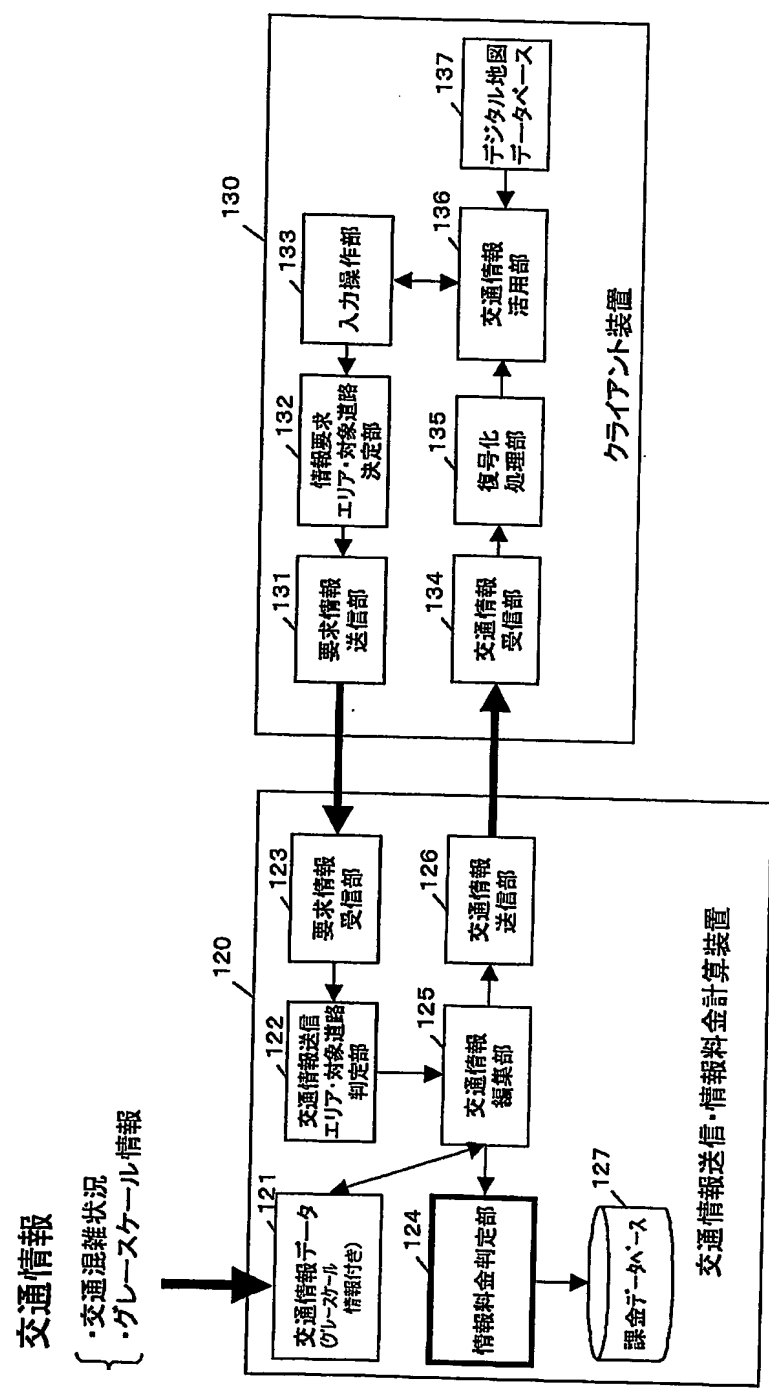 交通情報
・交通混雑状況
・グレースケール情報
120
121
交通情報データ
(グレースケール
情報付き)
122
交通情報送信
エリア・対象道路
判定部
123
要求情報
受信部
124
情報料金判定部
125
交通情報
編集部
126
交通情報
送信部
127
課金データベース
交通情報送信・情報料金計算装置
130
131
要求情報
送信部
132
情報要求
エリア・対象道路
決定部
133
入力操作部
134
交通情報
受信部
135
復号化
処理部
136
交通情報
活用部
137
デジタル地図
データベース
クライアント装置